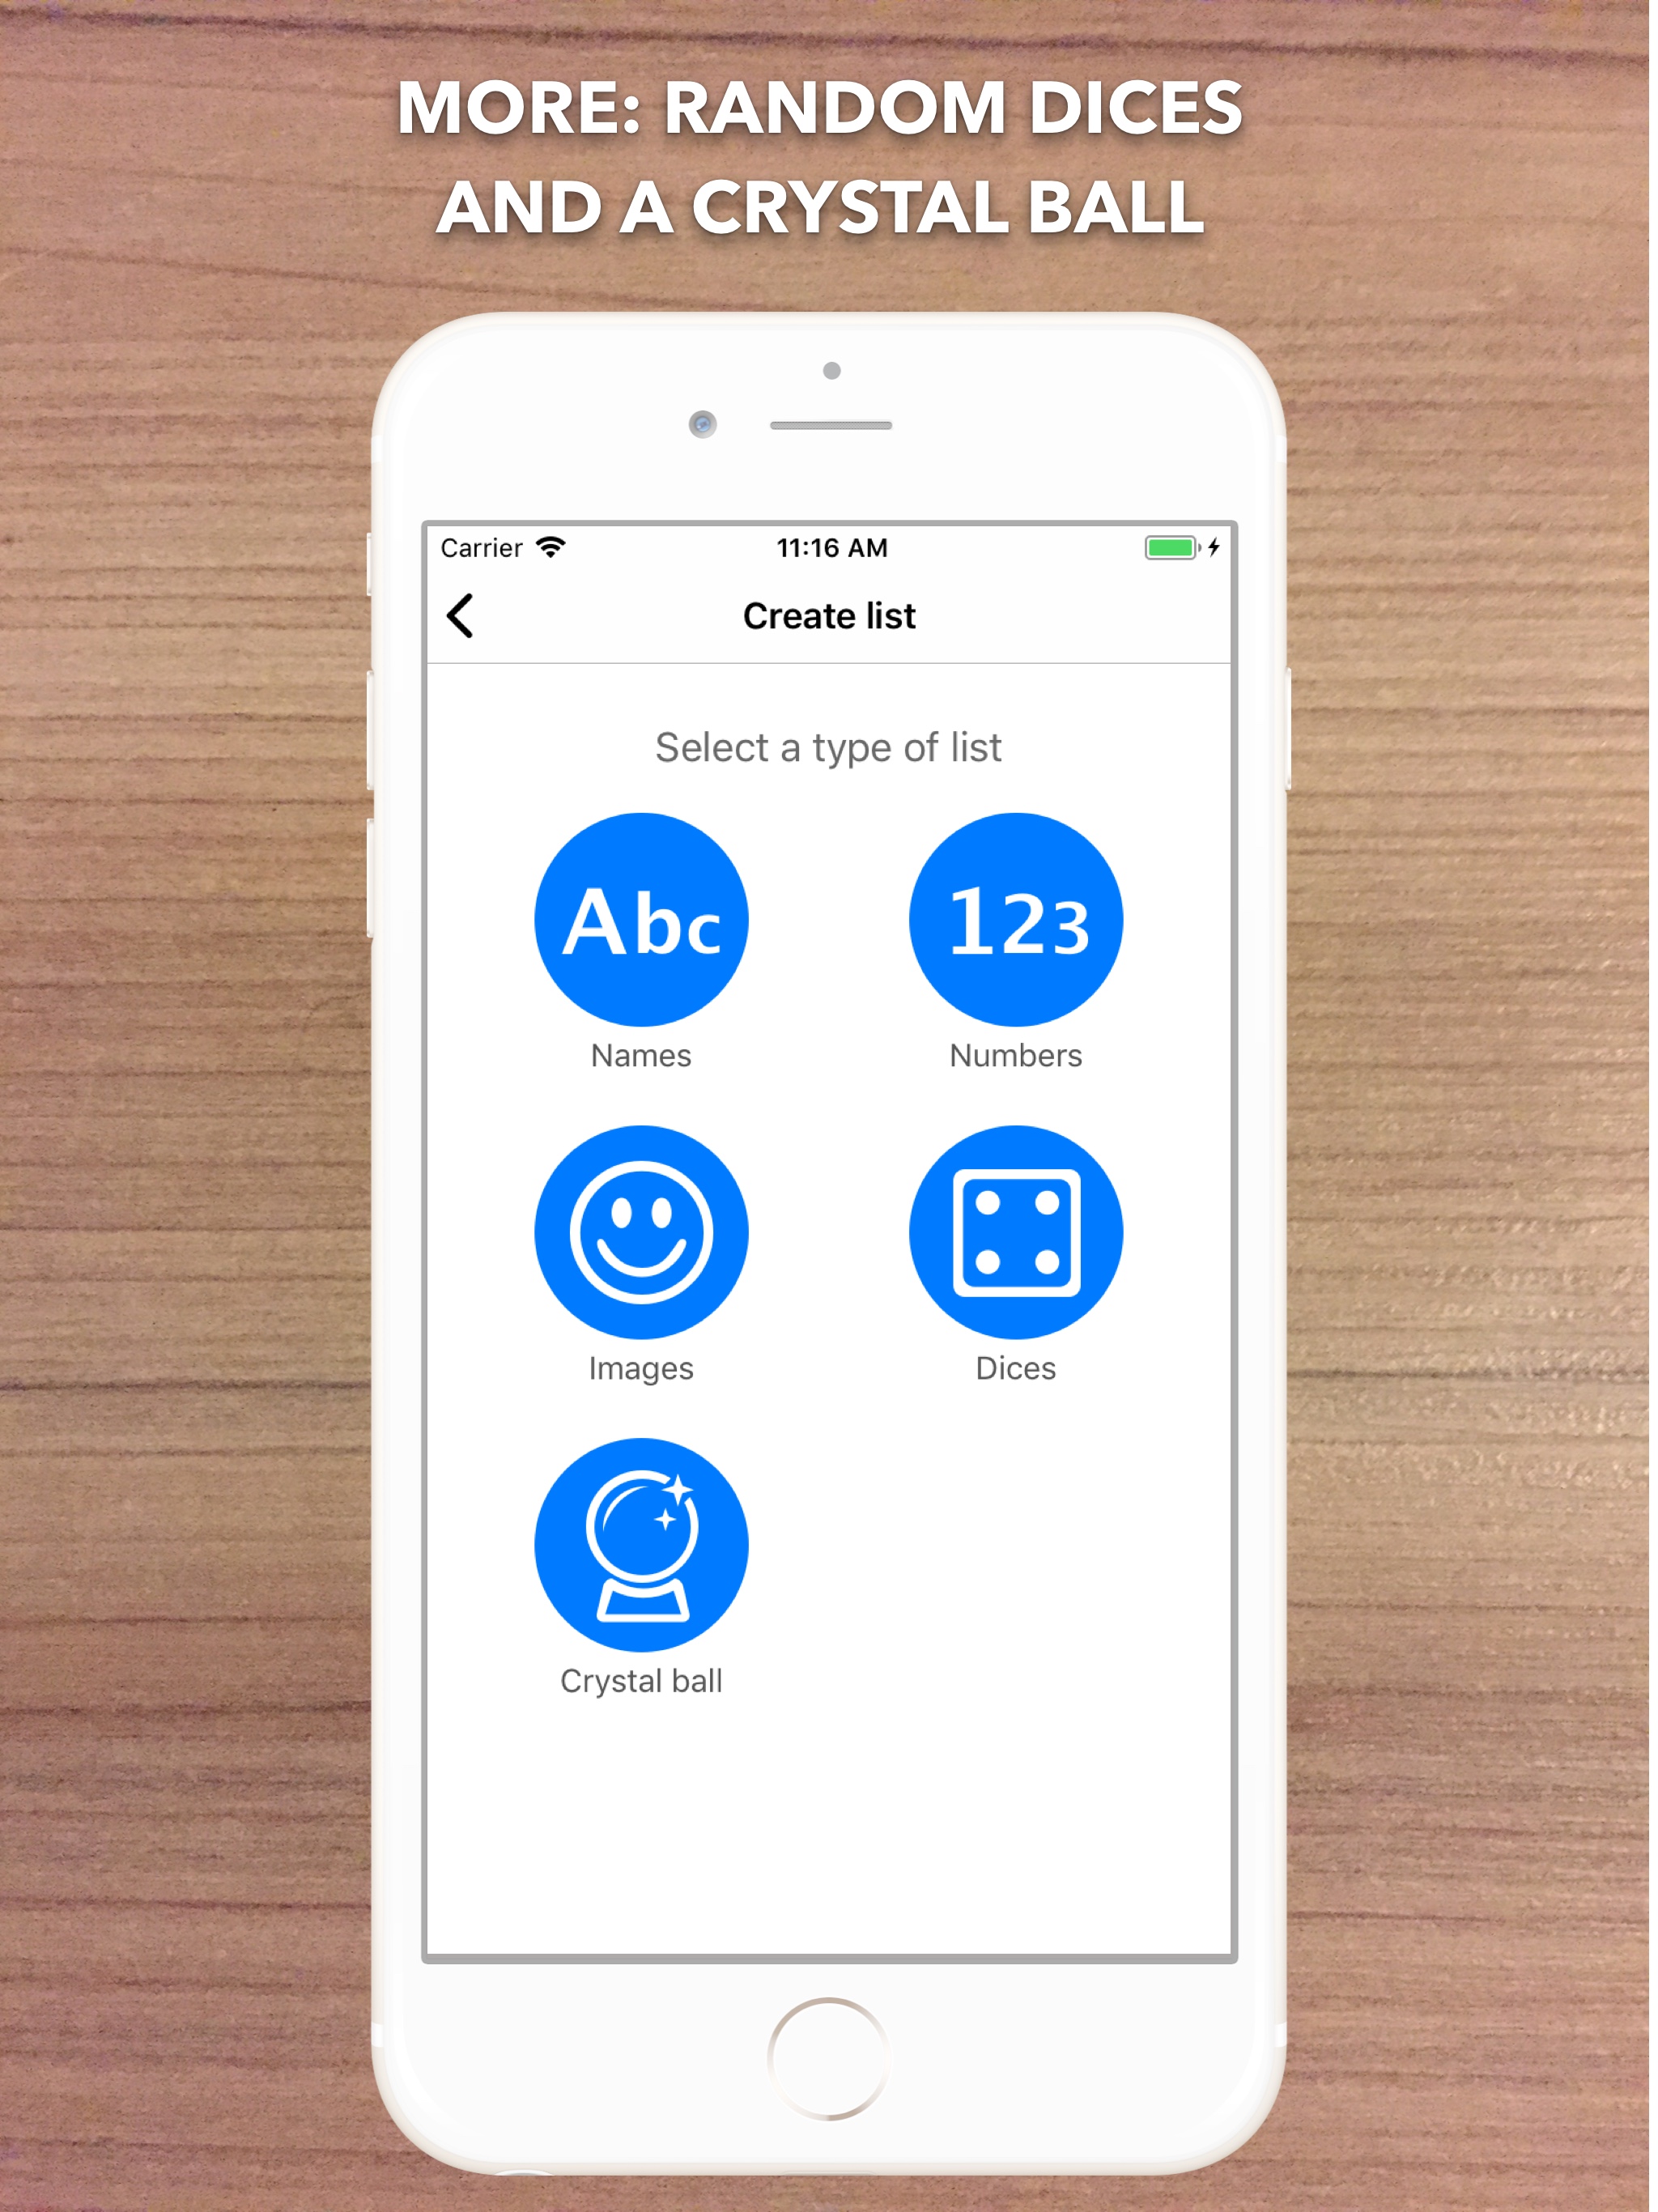 MORE: RANDOM DICES
AND A CRYSTAL BALL
Carrier 11:16 AM
Create list
Select a type of list
Abc 123
Names Numbers
Images Dices
Crystal ball